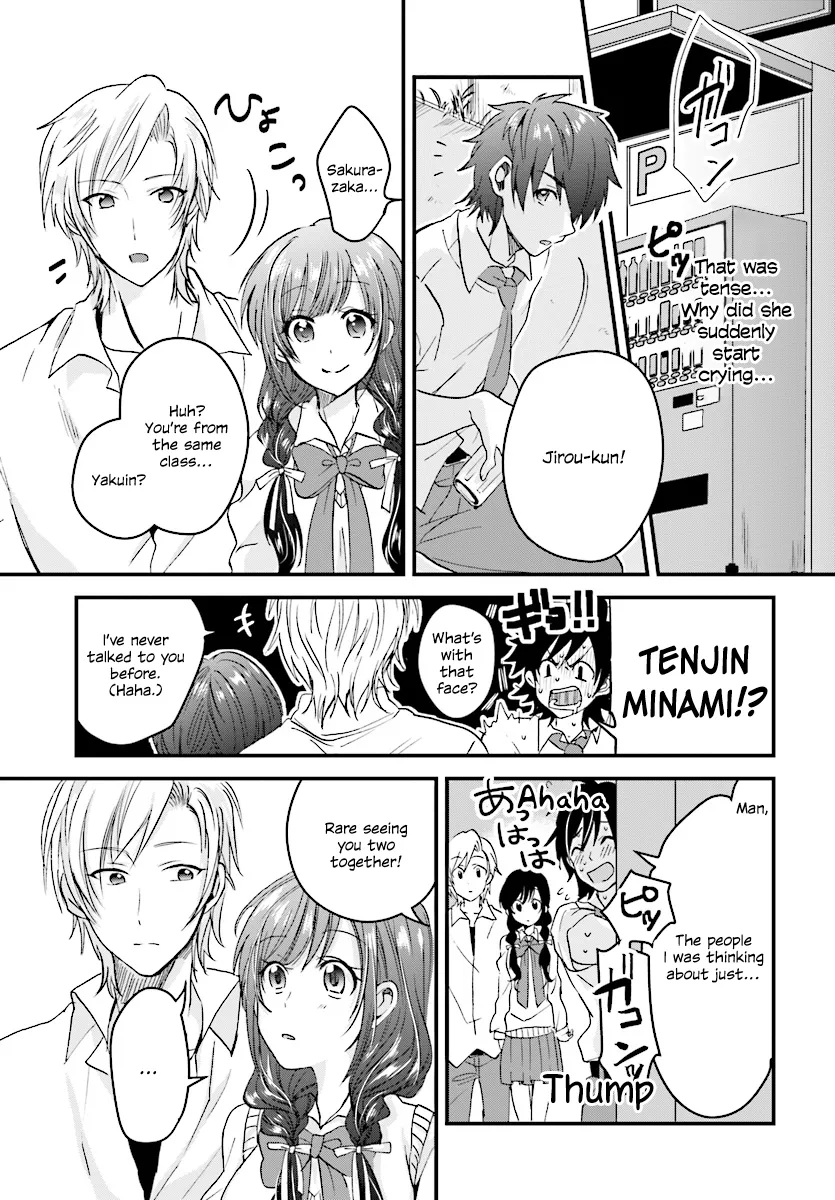 ガコン
P
ピッ
That was
tense...
Why did she
suddenly
start
crying...
Jirou-kun!
Sakura-
zaka...
ひょこっ
Huh?
You're from
the same
class...
Yakuin?
TENJIN
MINAMI!?
ギョ!!
What's
with
that
face?
I've never
talked to you
before.
(Haha.)
Man,
あっはっは
Ahaha
ピッ
The people
I was thinking
about just...
ガコンッ
Thump
Rare seeing
you two
together!
...